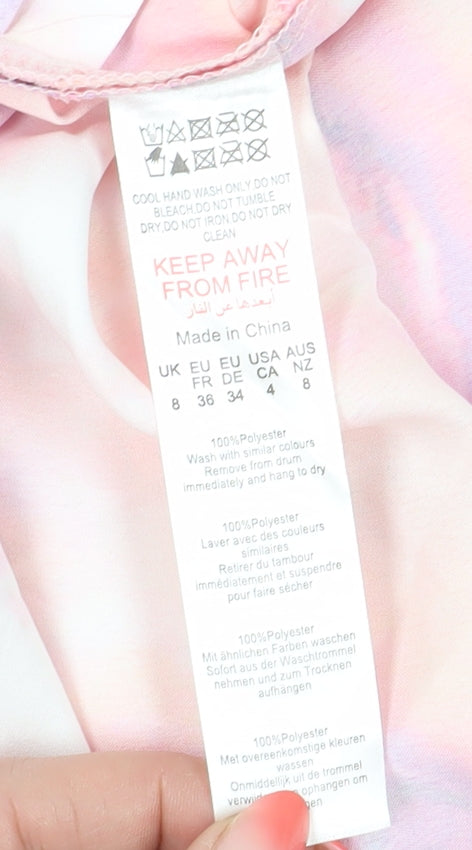 COOL HAND WASH ONLY,DO NOT
BLEACH,DO NOT TUMBLE
DRY,DO NOT IRON,DO NOT DRY
CLEAN
KEEP AWAY
FROM FIRE
أبعدها عن النار
Made in China
UK EU EU USA AUS
FR DE CA NZ
8 36 34 4 8
100%Polyester
Wash with similar colours
Remove from drum
immediately and hang to dry
100%Polyester
Laver avec des couleurs
similaires
Retirer du tambour
immédiatement et suspendre
pour faire sécher
100%Polyester
Mit ähnlichen Farben waschen
Sofort aus der Waschtrommel
nehmen und zum Trocknen
aufhängen
100%Polyester
Met overeenkomstige kleuren
wassen
Onmiddellijk uit de trommel
ophangen om